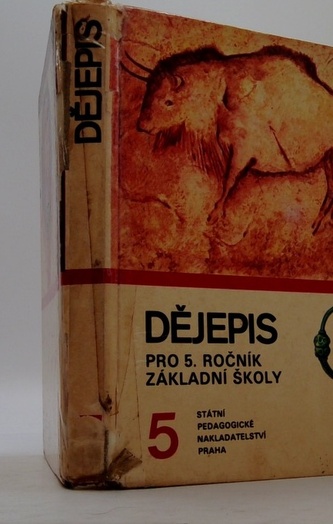 DĚJEPIS
DĚJEPIS
PRO 5. ROČNÍK
ZÁKLADNÍ ŠKOLY
5
STÁTNÍ
PEDAGOGICKÉ
NAKLADATELSTVÍ
PRAHA